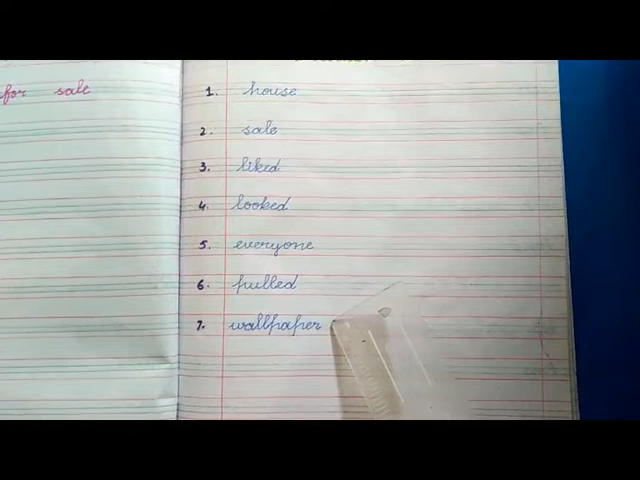 for sale
1. house
2. sale
3. liked
4. looked
5. everyone
6. pulled
7. wallpaper